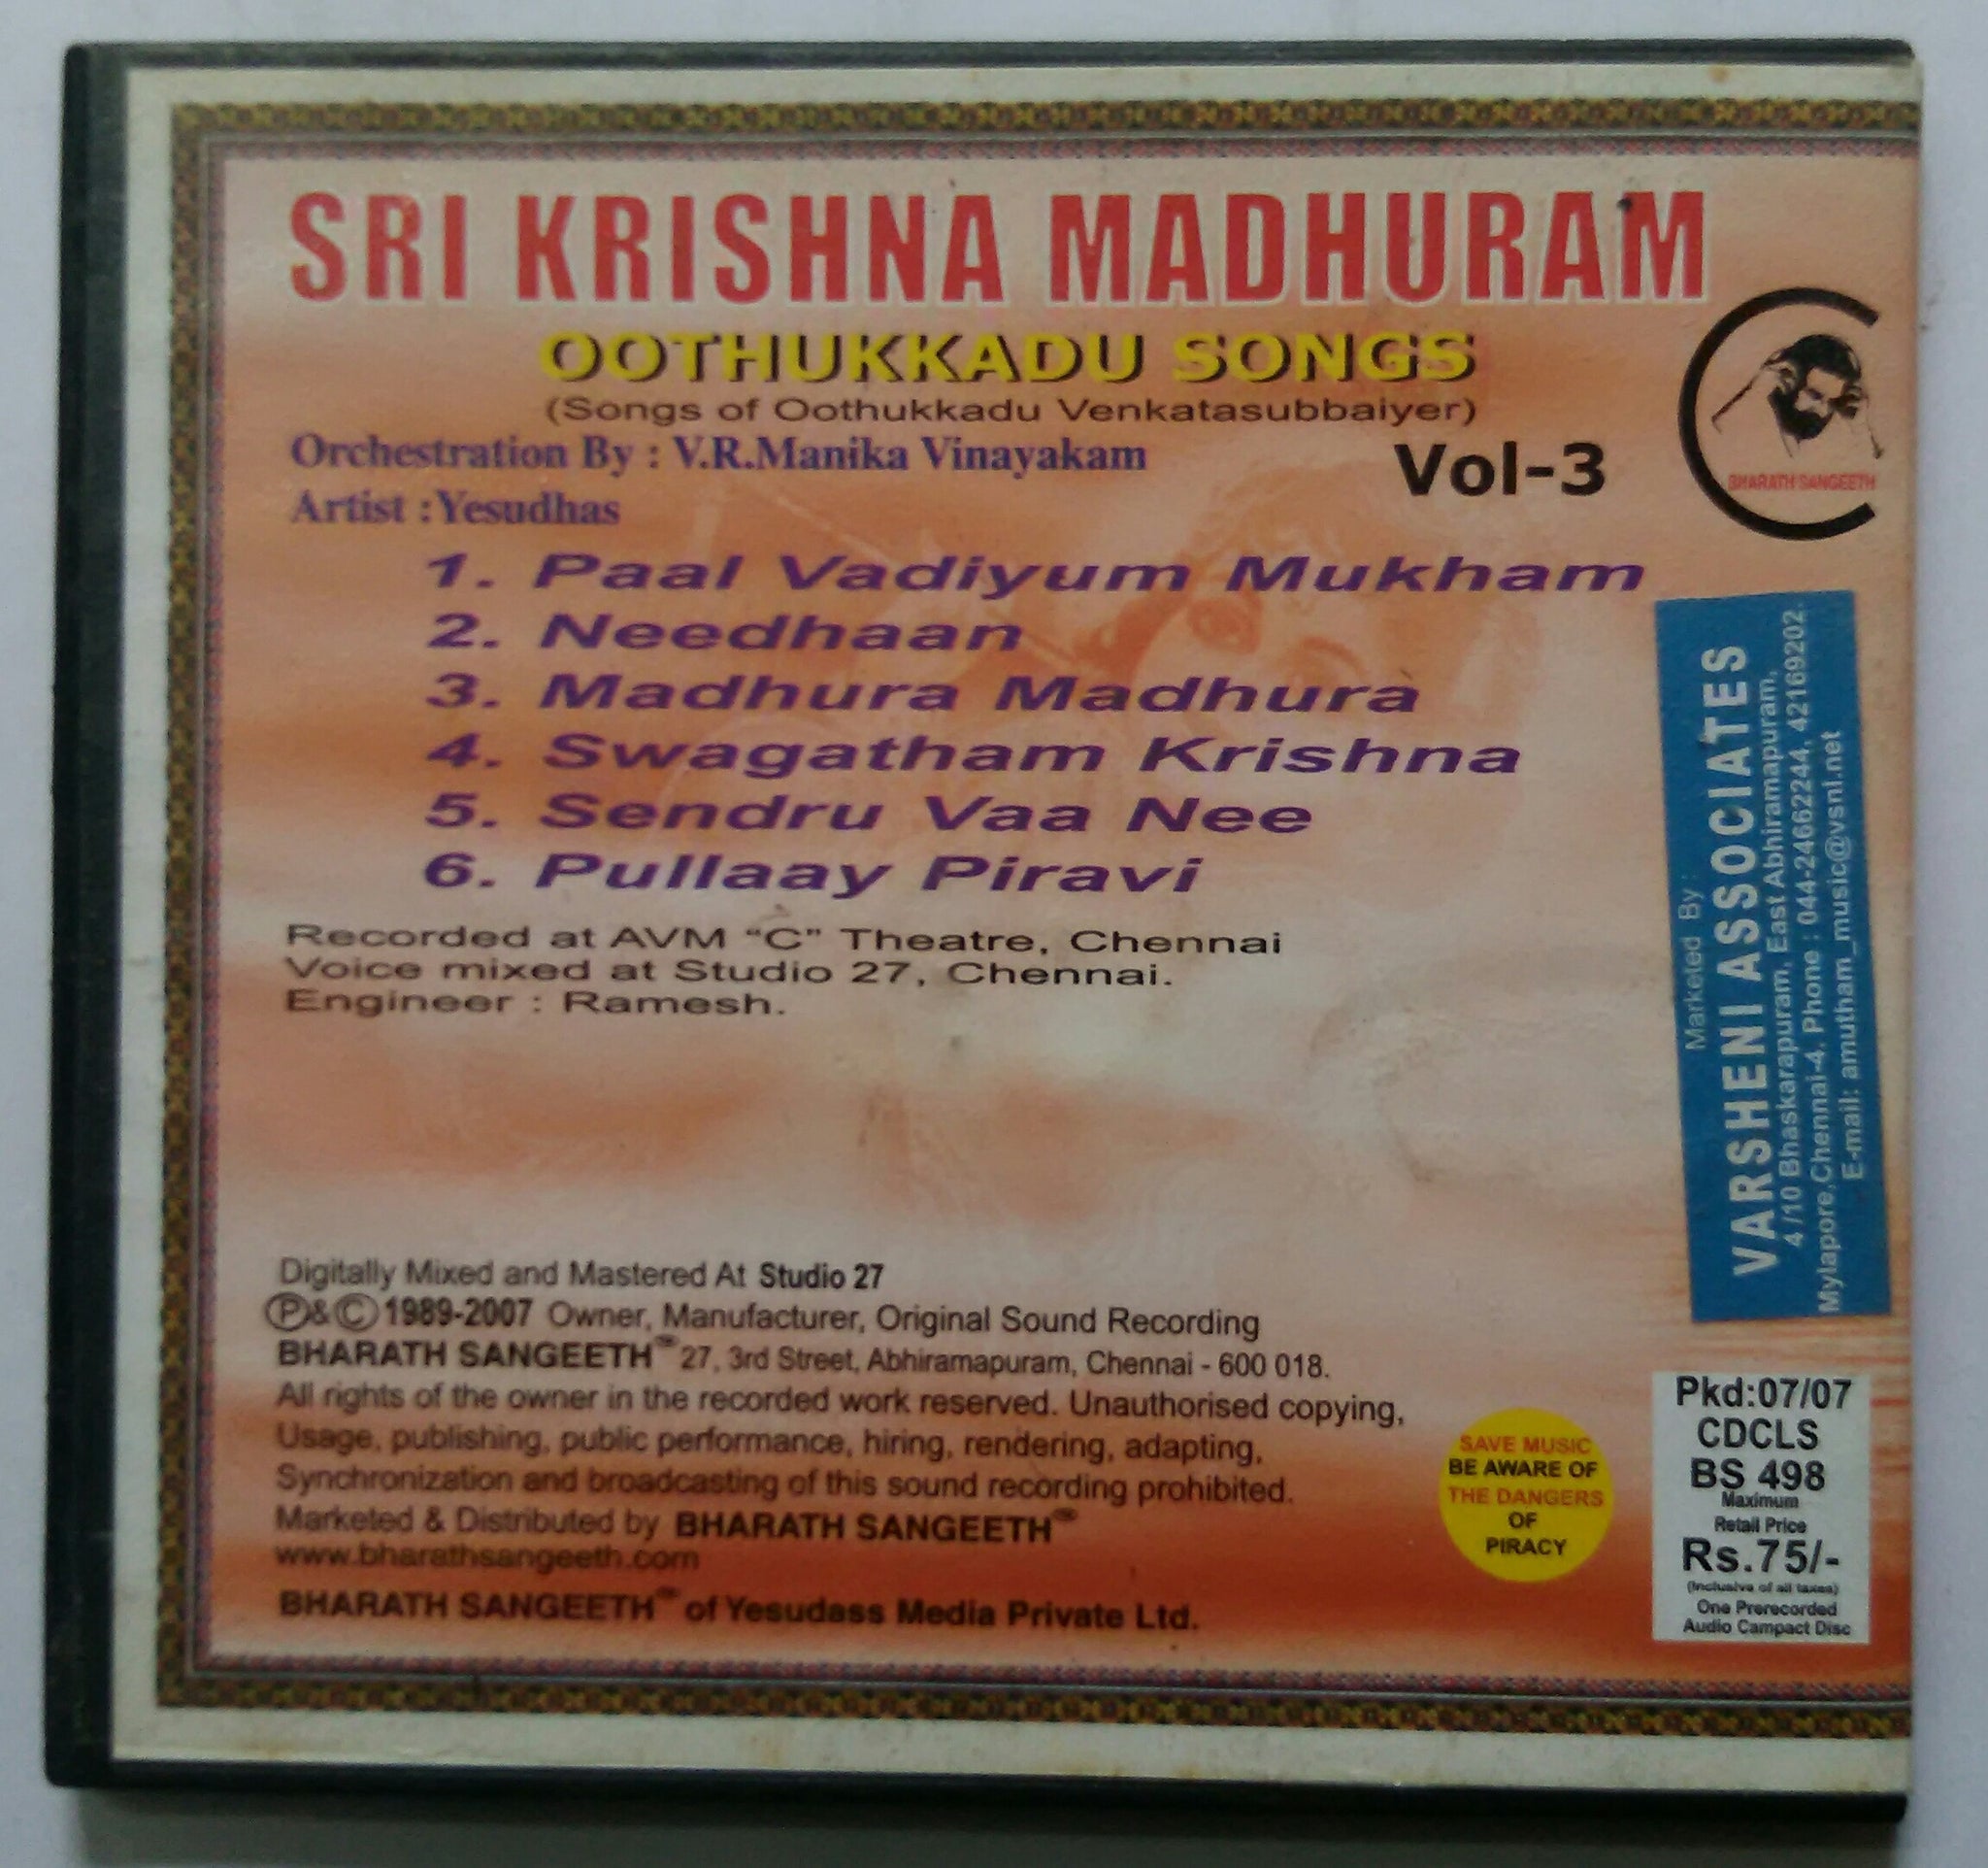 SRI KRISHNA MADHURAM
OOTHUKKADU SONGS
(Songs of Oothukkadu Venkatasubbaiyer)
Orchestration By : V.R.Manika Vinayakam
Vol-3
Artist : Yesudhas
BHARATH SANGEETH
1. Paal Vadiyum Mukham
2. Needhaan
3. Madhura Madhura
4. Swagatham Krishna
5. Sendru Vaa Nee
6. Pullaay Piravi
Recorded at AVM "C" Theatre, Chennai
Voice mixed at Studio 27, Chennai.
Engineer : Ramesh.
Marketed By :
VARSHENI ASSOCIATES
4 /10 Bhaskarapuram, East Abhiramapuram,
Mylapore,Chennai-4. Phone : 044-24662244, 42169202.
E-mail: amutham_music@vsnl.net
Digitally Mixed and Mastered At Studio 27
Ⓟ&Ⓒ 1989-2007 Owner, Manufacturer, Original Sound Recording
BHARATH SANGEETH™ 27, 3rd Street, Abhiramapuram, Chennai - 600 018.
All rights of the owner in the recorded work reserved. Unauthorised copying,
Usage, publishing, public performance, hiring, rendering, adapting,
Synchronization and broadcasting of this sound recording prohibited.
Marketed & Distributed by BHARATH SANGEETH™
www.bharathsangeeth.com
BHARATH SANGEETH™ of Yesudass Media Private Ltd.
SAVE MUSIC
BE AWARE OF
THE DANGERS
OF
PIRACY
Pkd:07/07
CDCLS
BS 498
Maximum
Retail Price
Rs.75/-
(Inclusive of all taxes)
One Prerecorded
Audio Campact Disc